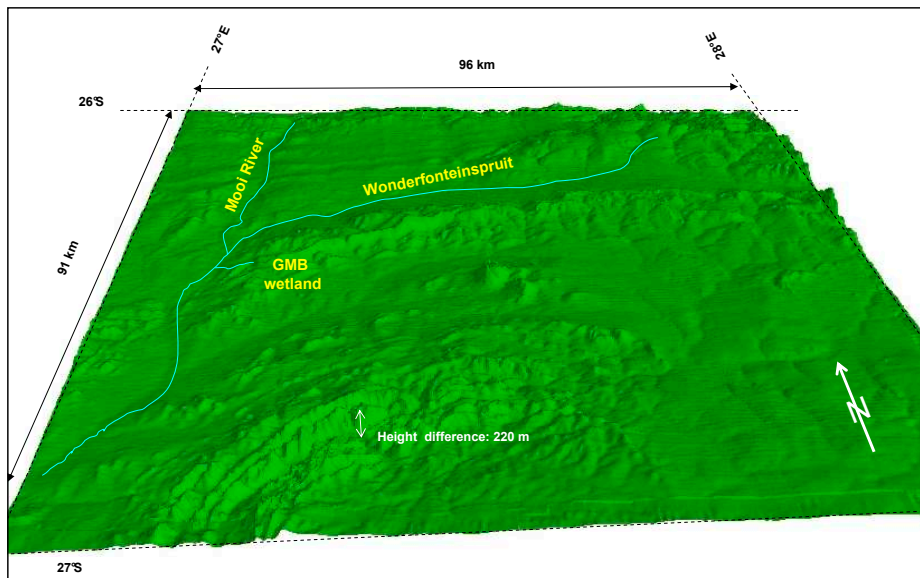 27°E
28°E
96 km
26°S
Mooi River
Wonderfonteinspruit
91 km
GMB
wetland
Height difference: 220 m
N
27°S